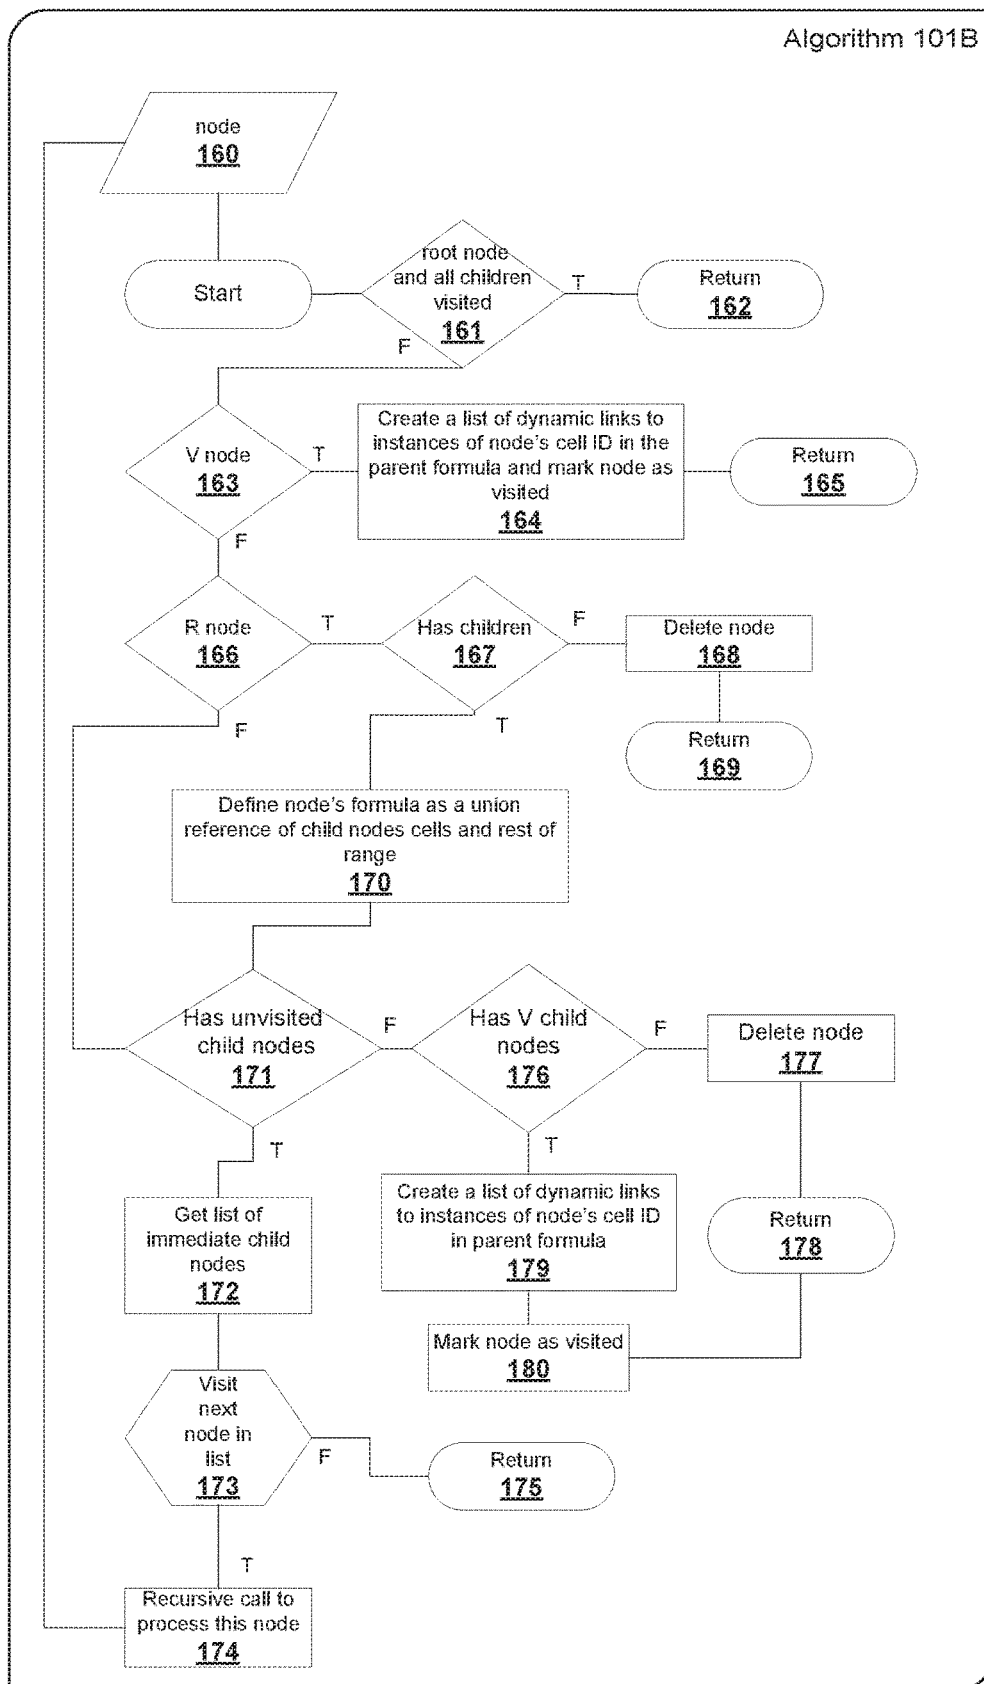 Algorithm 101B
node
160
Start
root node
and all children
visited
161
T
Return
162
F
V node
163
T
Create a list of dynamic links
to instances of node's cell ID in the
parent formula and mark node as
visited
164
Return
165
F
R node
166
T
Has children
167
F
Delete node
168
F
T
Return
169
Define node's formula as a union
reference of child nodes cells and rest of
range
170
Has unvisited
child nodes
171
F
Has V child
nodes
176
F
Delete node
177
T
T
Get list of
immediate child
nodes
172
Create a list of dynamic links
to instances of node's cell ID
in parent formula
179
Return
178
Mark node as visited
180
Visit
next
node in
list
173
F
Return
175
T
Recursive call to
process this node
174